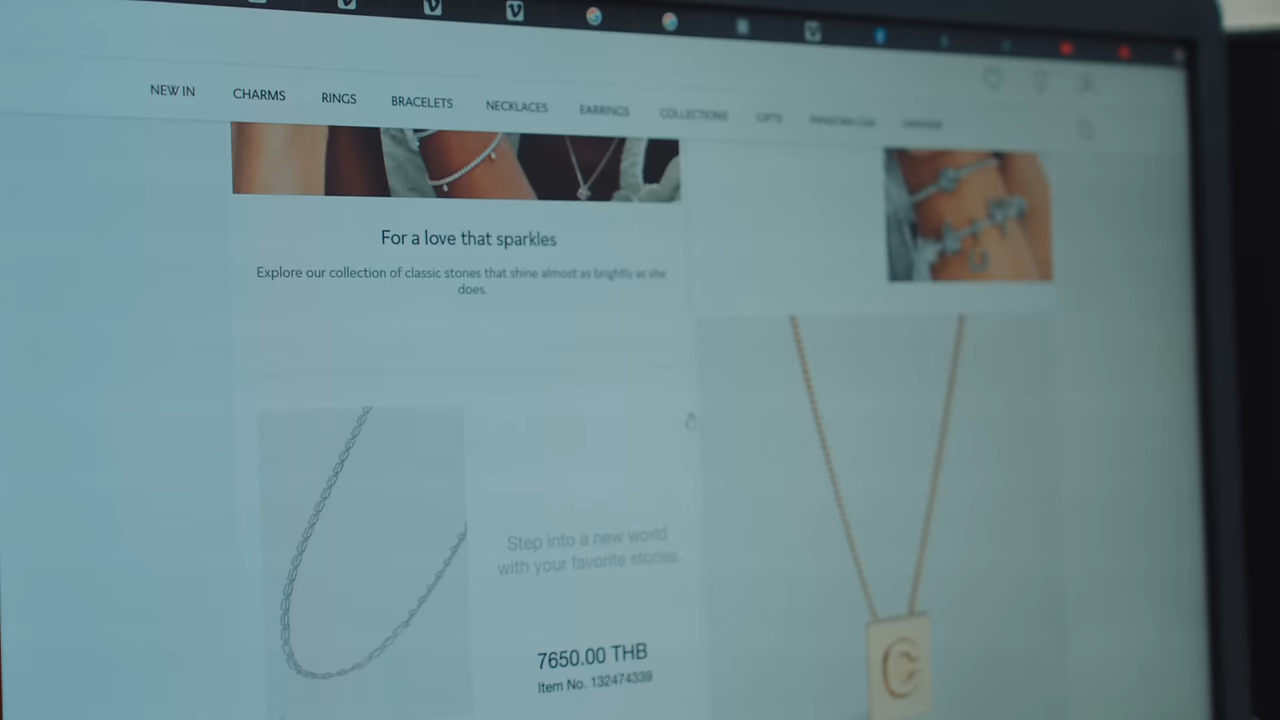 NEW IN
CHARMS
RINGS
BRACELETS
NECKLACES
EARRINGS
COLLECTIONS
GIFTS
For a love that sparkles
Explore our collection of classic stones that shine almost as brightly as she
does.
Step into a new world
with your favorite stories.
7650.00 THB
Item No. 132474339